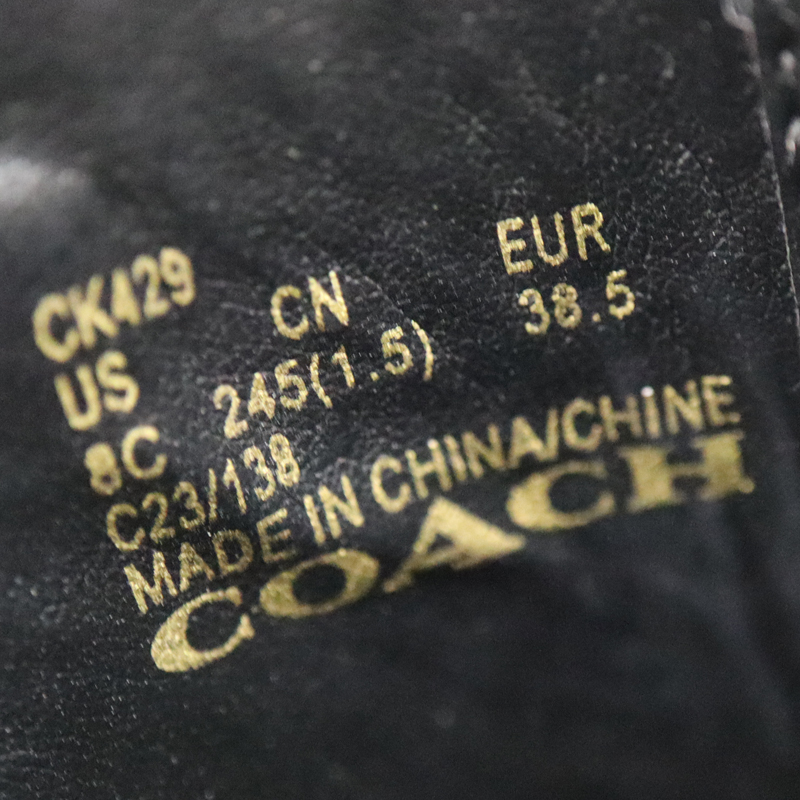 CK429 CN EUR
US 245(1.5) 38.5
8C
C23/138
MADE IN CHINA/CHINE
COACH